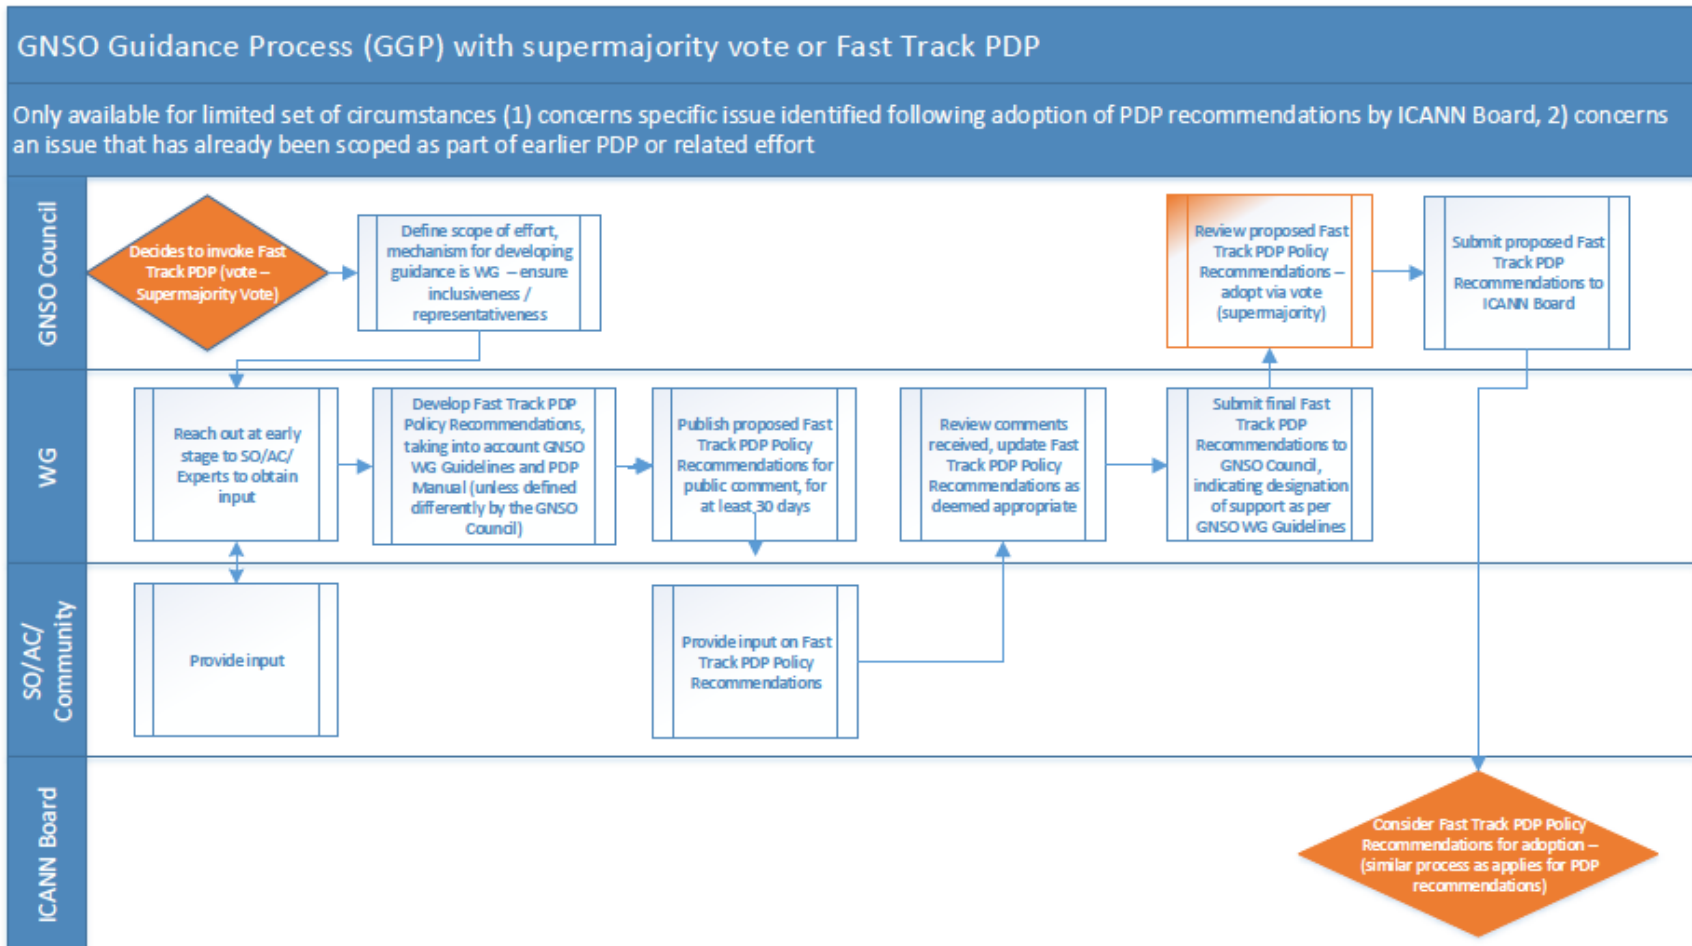 GNSO Guidance Process (GGP) with supermajority vote or Fast Track PDP
Only available for limited set of circumstances (1) concerns specific issue identified following adoption of PDP recommendations by ICANN Board, 2) concerns
an issue that has already been scoped as part of earlier PDP or related effort
GNSO Council
Decides to invoke Fast
Track PDP (vote –
Supermajority Vote)
Define scope of effort,
mechanism for developing
guidance is WG – ensure
inclusiveness /
representativeness
Review proposed Fast
Track PDP Policy
Recommendations –
adopt via vote
(supermajority)
Submit proposed Fast
Track PDP
Recommendations to
ICANN Board
WG
Reach out at early
stage to SO/AC/
Experts to obtain
input
Develop Fast Track PDP
Policy Recommendations,
taking into account GNSO
WG Guidelines and PDP
Manual (unless defined
differently by the GNSO
Council)
Publish proposed Fast
Track PDP Policy
Recommendations for
public comment, for
at least 30 days
Review comments
received, update Fast
Track PDP Policy
Recommendations as
deemed appropriate
Submit final Fast
Track PDP
Recommendations to
GNSO Council,
indicating designation
of support as per
GNSO WG Guidelines
SO/AC/
Community
Provide input
Provide input on Fast
Track PDP Policy
Recommendations
ICANN Board
Consider Fast Track PDP Policy
Recommendations for adoption –
(similar process as applies for PDP
recommendations)